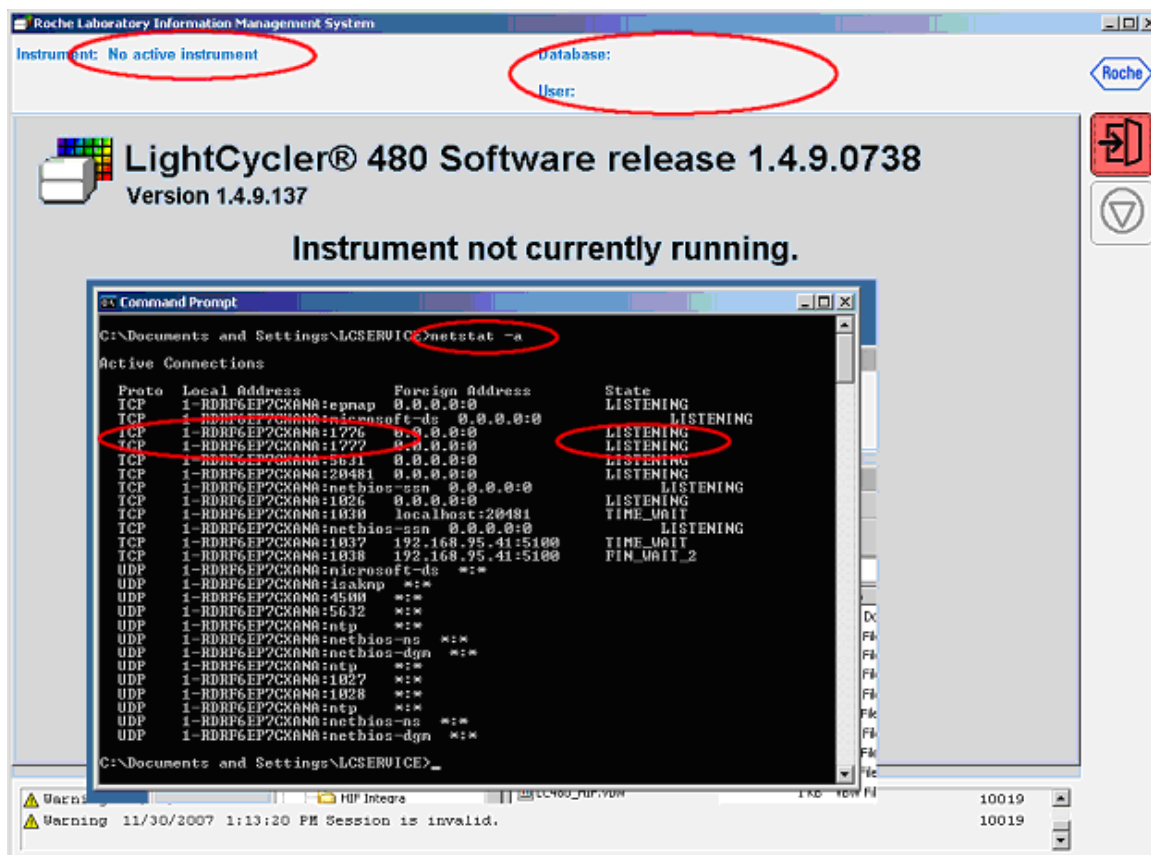 Roche Laboratory Information Management System
Instrument: No active instrument
Database:
User:
Roche
LightCycler® 480 Software release 1.4.9.0738
Version 1.4.9.137
Instrument not currently running.
Command Prompt
C:\Documents and Settings\LCSERVICE>netstat -a
Active Connections
Proto Local Address Foreign Address State
TCP 1-RDRF6EP7CXANA:epmap 0.0.0.0:0 LISTENING
TCP 1-RDRF6EP7CXANA:microsoft-ds 0.0.0.0:0 LISTENING
TCP 1-RDRF6EP7CXANA:1776 0.0.0.0:0 LISTENING
TCP 1-RDRF6EP7CXANA:1777 0.0.0.0:0 LISTENING
TCP 1-RDRF6EP7CXANA:5631 0.0.0.0:0 LISTENING
TCP 1-RDRF6EP7CXANA:20481 0.0.0.0:0 LISTENING
TCP 1-RDRF6EP7CXANA:netbios-ssn 0.0.0.0:0 LISTENING
TCP 1-RDRF6EP7CXANA:1026 0.0.0.0:0 LISTENING
TCP 1-RDRF6EP7CXANA:1030 localhost:20481 TIME_WAIT
TCP 1-RDRF6EP7CXANA:netbios-ssn 0.0.0.0:0 LISTENING
TCP 1-RDRF6EP7CXANA:1037 192.168.95.41:5100 TIME_WAIT
TCP 1-RDRF6EP7CXANA:1038 192.168.95.41:5100 FIN_WAIT_2
UDP 1-RDRF6EP7CXANA:microsoft-ds *:*
UDP 1-RDRF6EP7CXANA:isakmp *:*
UDP 1-RDRF6EP7CXANA:4500 *:*
UDP 1-RDRF6EP7CXANA:5632 *:*
UDP 1-RDRF6EP7CXANA:ntp *:*
UDP 1-RDRF6EP7CXANA:netbios-ns *:*
UDP 1-RDRF6EP7CXANA:netbios-dgm *:*
UDP 1-RDRF6EP7CXANA:ntp *:*
UDP 1-RDRF6EP7CXANA:1027 *:*
UDP 1-RDRF6EP7CXANA:1028 *:*
UDP 1-RDRF6EP7CXANA:ntp *:*
UDP 1-RDRF6EP7CXANA:netbios-ns *:*
UDP 1-RDRF6EP7CXANA:netbios-dgm *:*
C:\Documents and Settings\LCSERVICE>_
Warni HIF Integra LC480_HIF.VBW 1 KB VBW Fil 10019
Warning 11/30/2007 1:13:20 PM Session is invalid. 10019